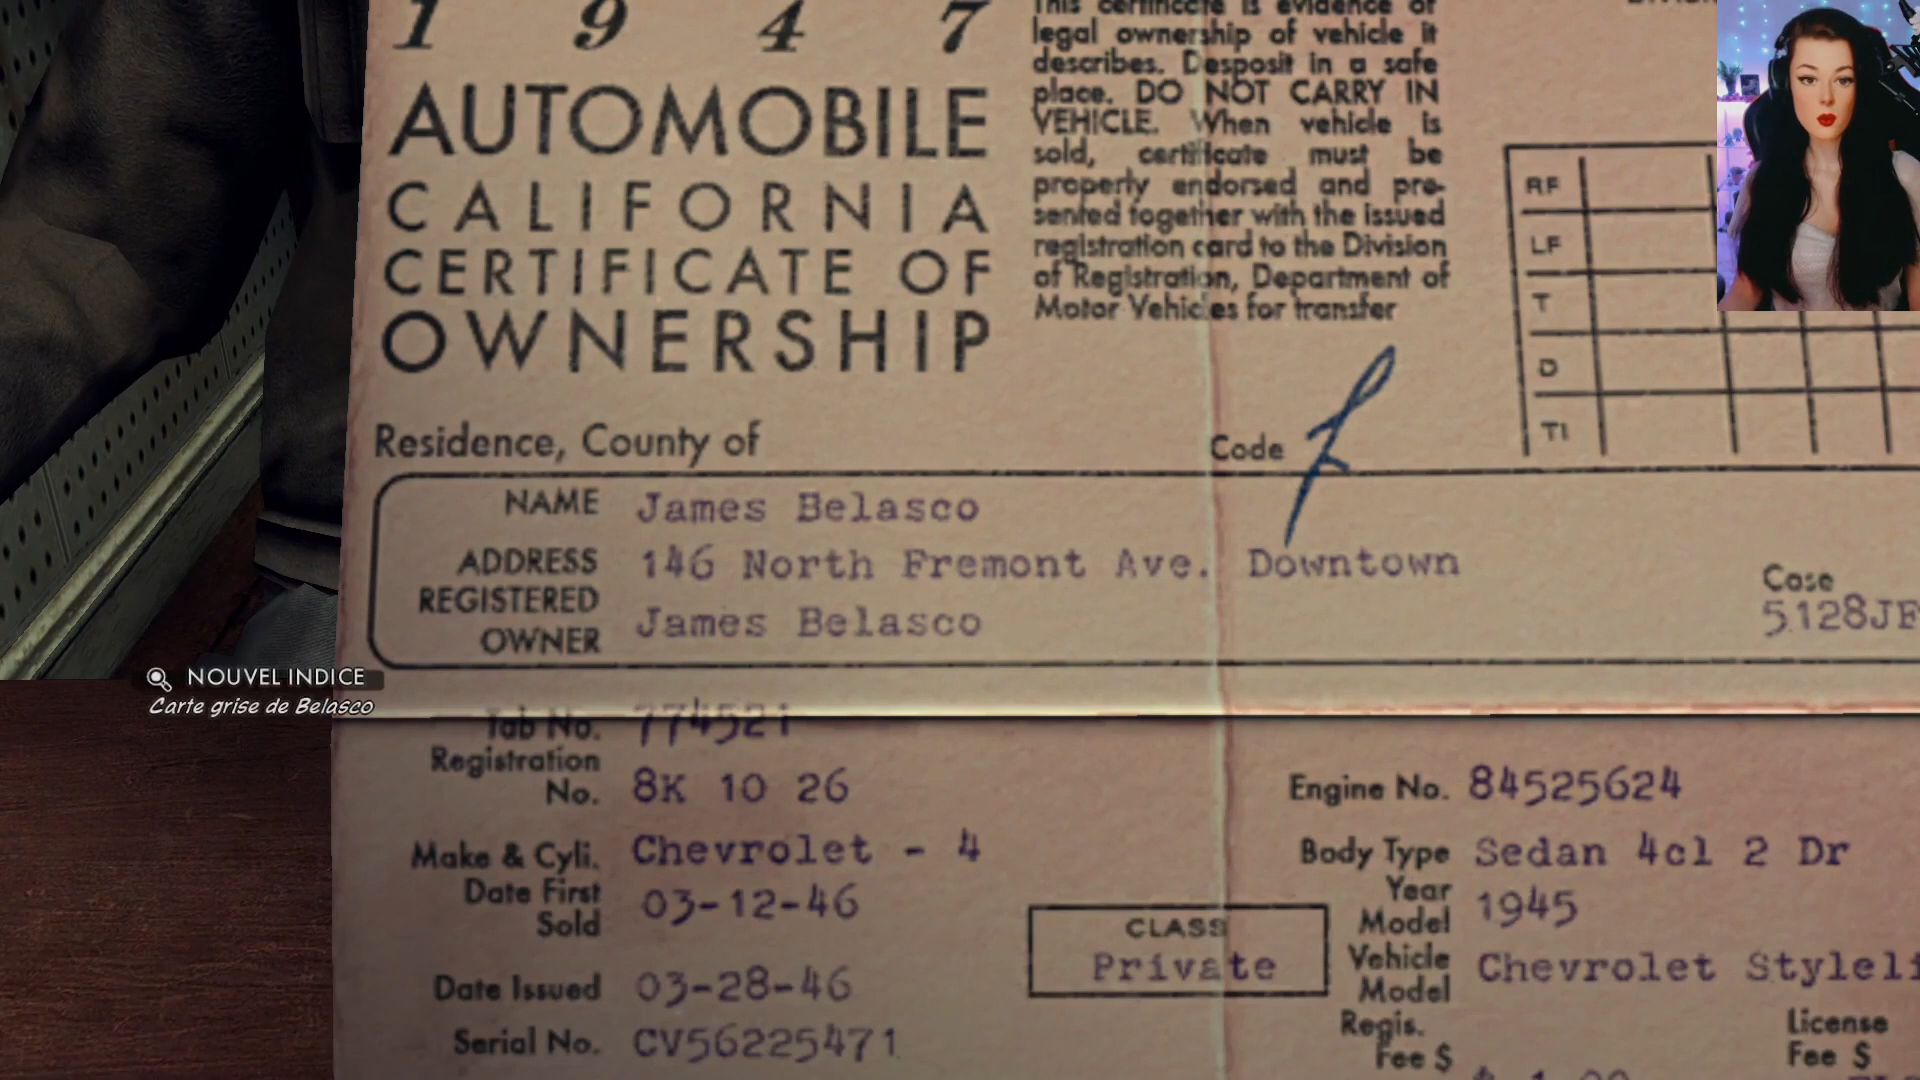 1 9 4 7
AUTOMOBILE
CALIFORNIA
CERTIFICATE OF
OWNERSHIP
This certificate is evidence of
legal ownership of vehicle it
describes. Desposit in a safe
place. DO NOT CARRY IN
VEHICLE. When vehicle is
sold, certificate must be
properly endorsed and pre-
sented together with the issued
registration card to the Division
of Registration, Department of
Motor Vehicles for transfer
RF
LF
T
D
TI
Residence, County of
Code
NAME James Belasco
ADDRESS 146 North Fremont Ave. Downtown
REGISTERED
OWNER James Belasco
Case
5128JF
NOUVEL INDICE
Carte grise de Belasco
Tab No. 774521
Registration
No. 8K 10 26
Engine No. 84525624
Make & Cyli. Chevrolet - 4
Body Type Sedan 4cl 2 Dr
Date First
Sold 03-12-46
Year
Model 1945
CLASS
Private
Vehicle
Model Chevrolet Styleli
Date Issued 03-28-46
Serial No. CV56225471
Regis.
Fee $
License
Fee $